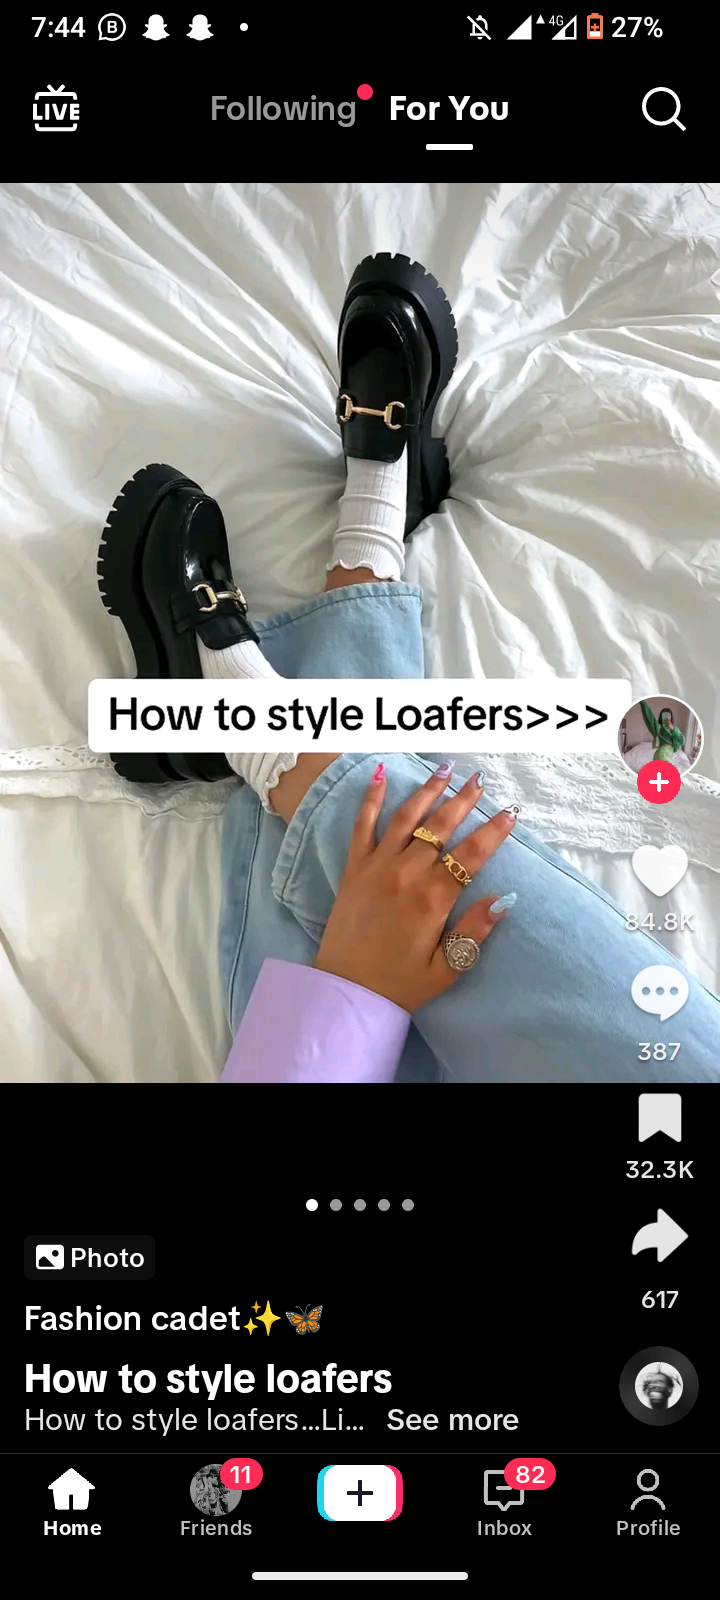 7:44 B 4G 27%
LIVE Following For You
How to style Loafers>>>
84.8K
387
32.3K
617
Photo
Fashion cadet✨🦋
How to style loafers
How to style loafers...Li... See more
11
82
Home Friends Inbox Profile